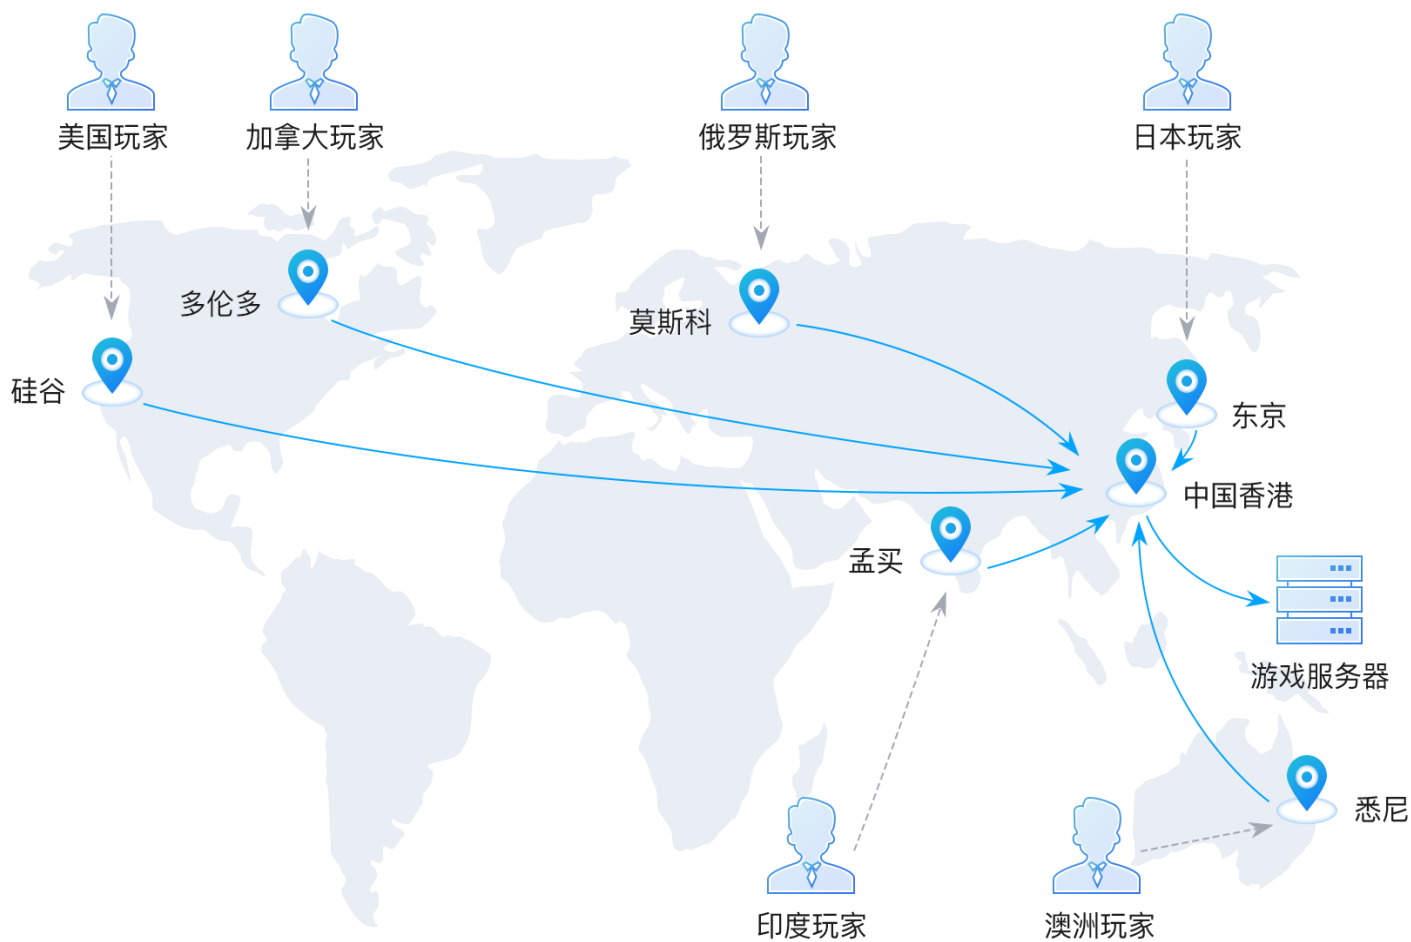 美国玩家
加拿大玩家
俄罗斯玩家
日本玩家
多伦多
莫斯科
硅谷
东京
中国香港
孟买
游戏服务器
悉尼
印度玩家
澳洲玩家